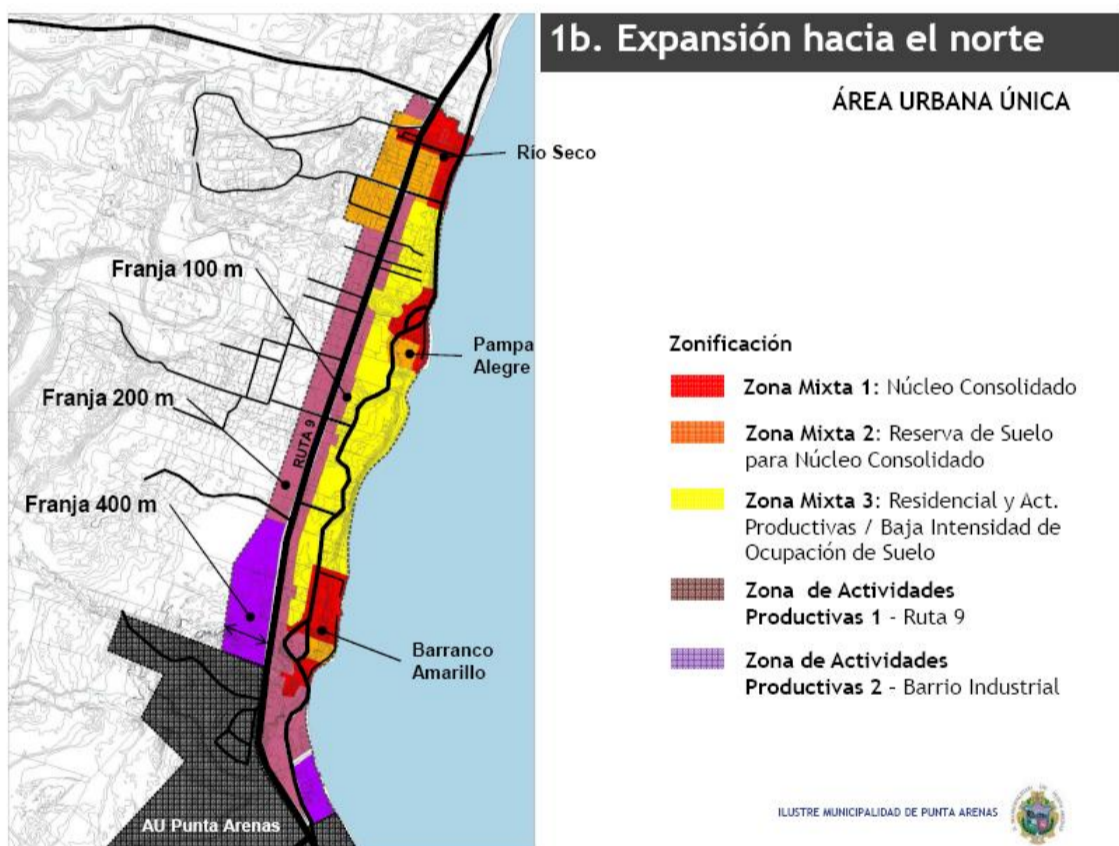 1b. Expansión hacia el norte
ÁREA URBANA ÚNICA
Río Seco
Franja 100 m
Pampa
Alegre
Franja 200 m
RUTA 9
Franja 400 m
Barranco
Amarillo
AU Punta Arenas
Zonificación
Zona Mixta 1: Núcleo Consolidado
Zona Mixta 2: Reserva de Suelo
para Núcleo Consolidado
Zona Mixta 3: Residencial y Act.
Productivas / Baja Intensidad de
Ocupación de Suelo
Zona de Actividades
Productivas 1 - Ruta 9
Zona de Actividades
Productivas 2 - Barrio Industrial
ILUSTRE MUNICIPALIDAD DE PUNTA ARENAS